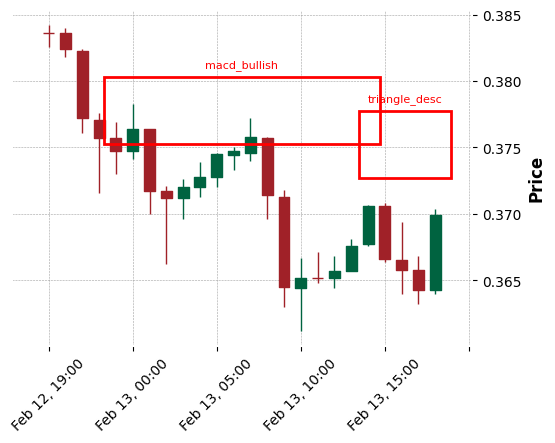 0.385
macd_bullish
0.380
triangle_desc
0.375
0.370
0.365
Price
Feb 12, 19:00
Feb 13, 00:00
Feb 13, 05:00
Feb 13, 10:00
Feb 13, 15:00